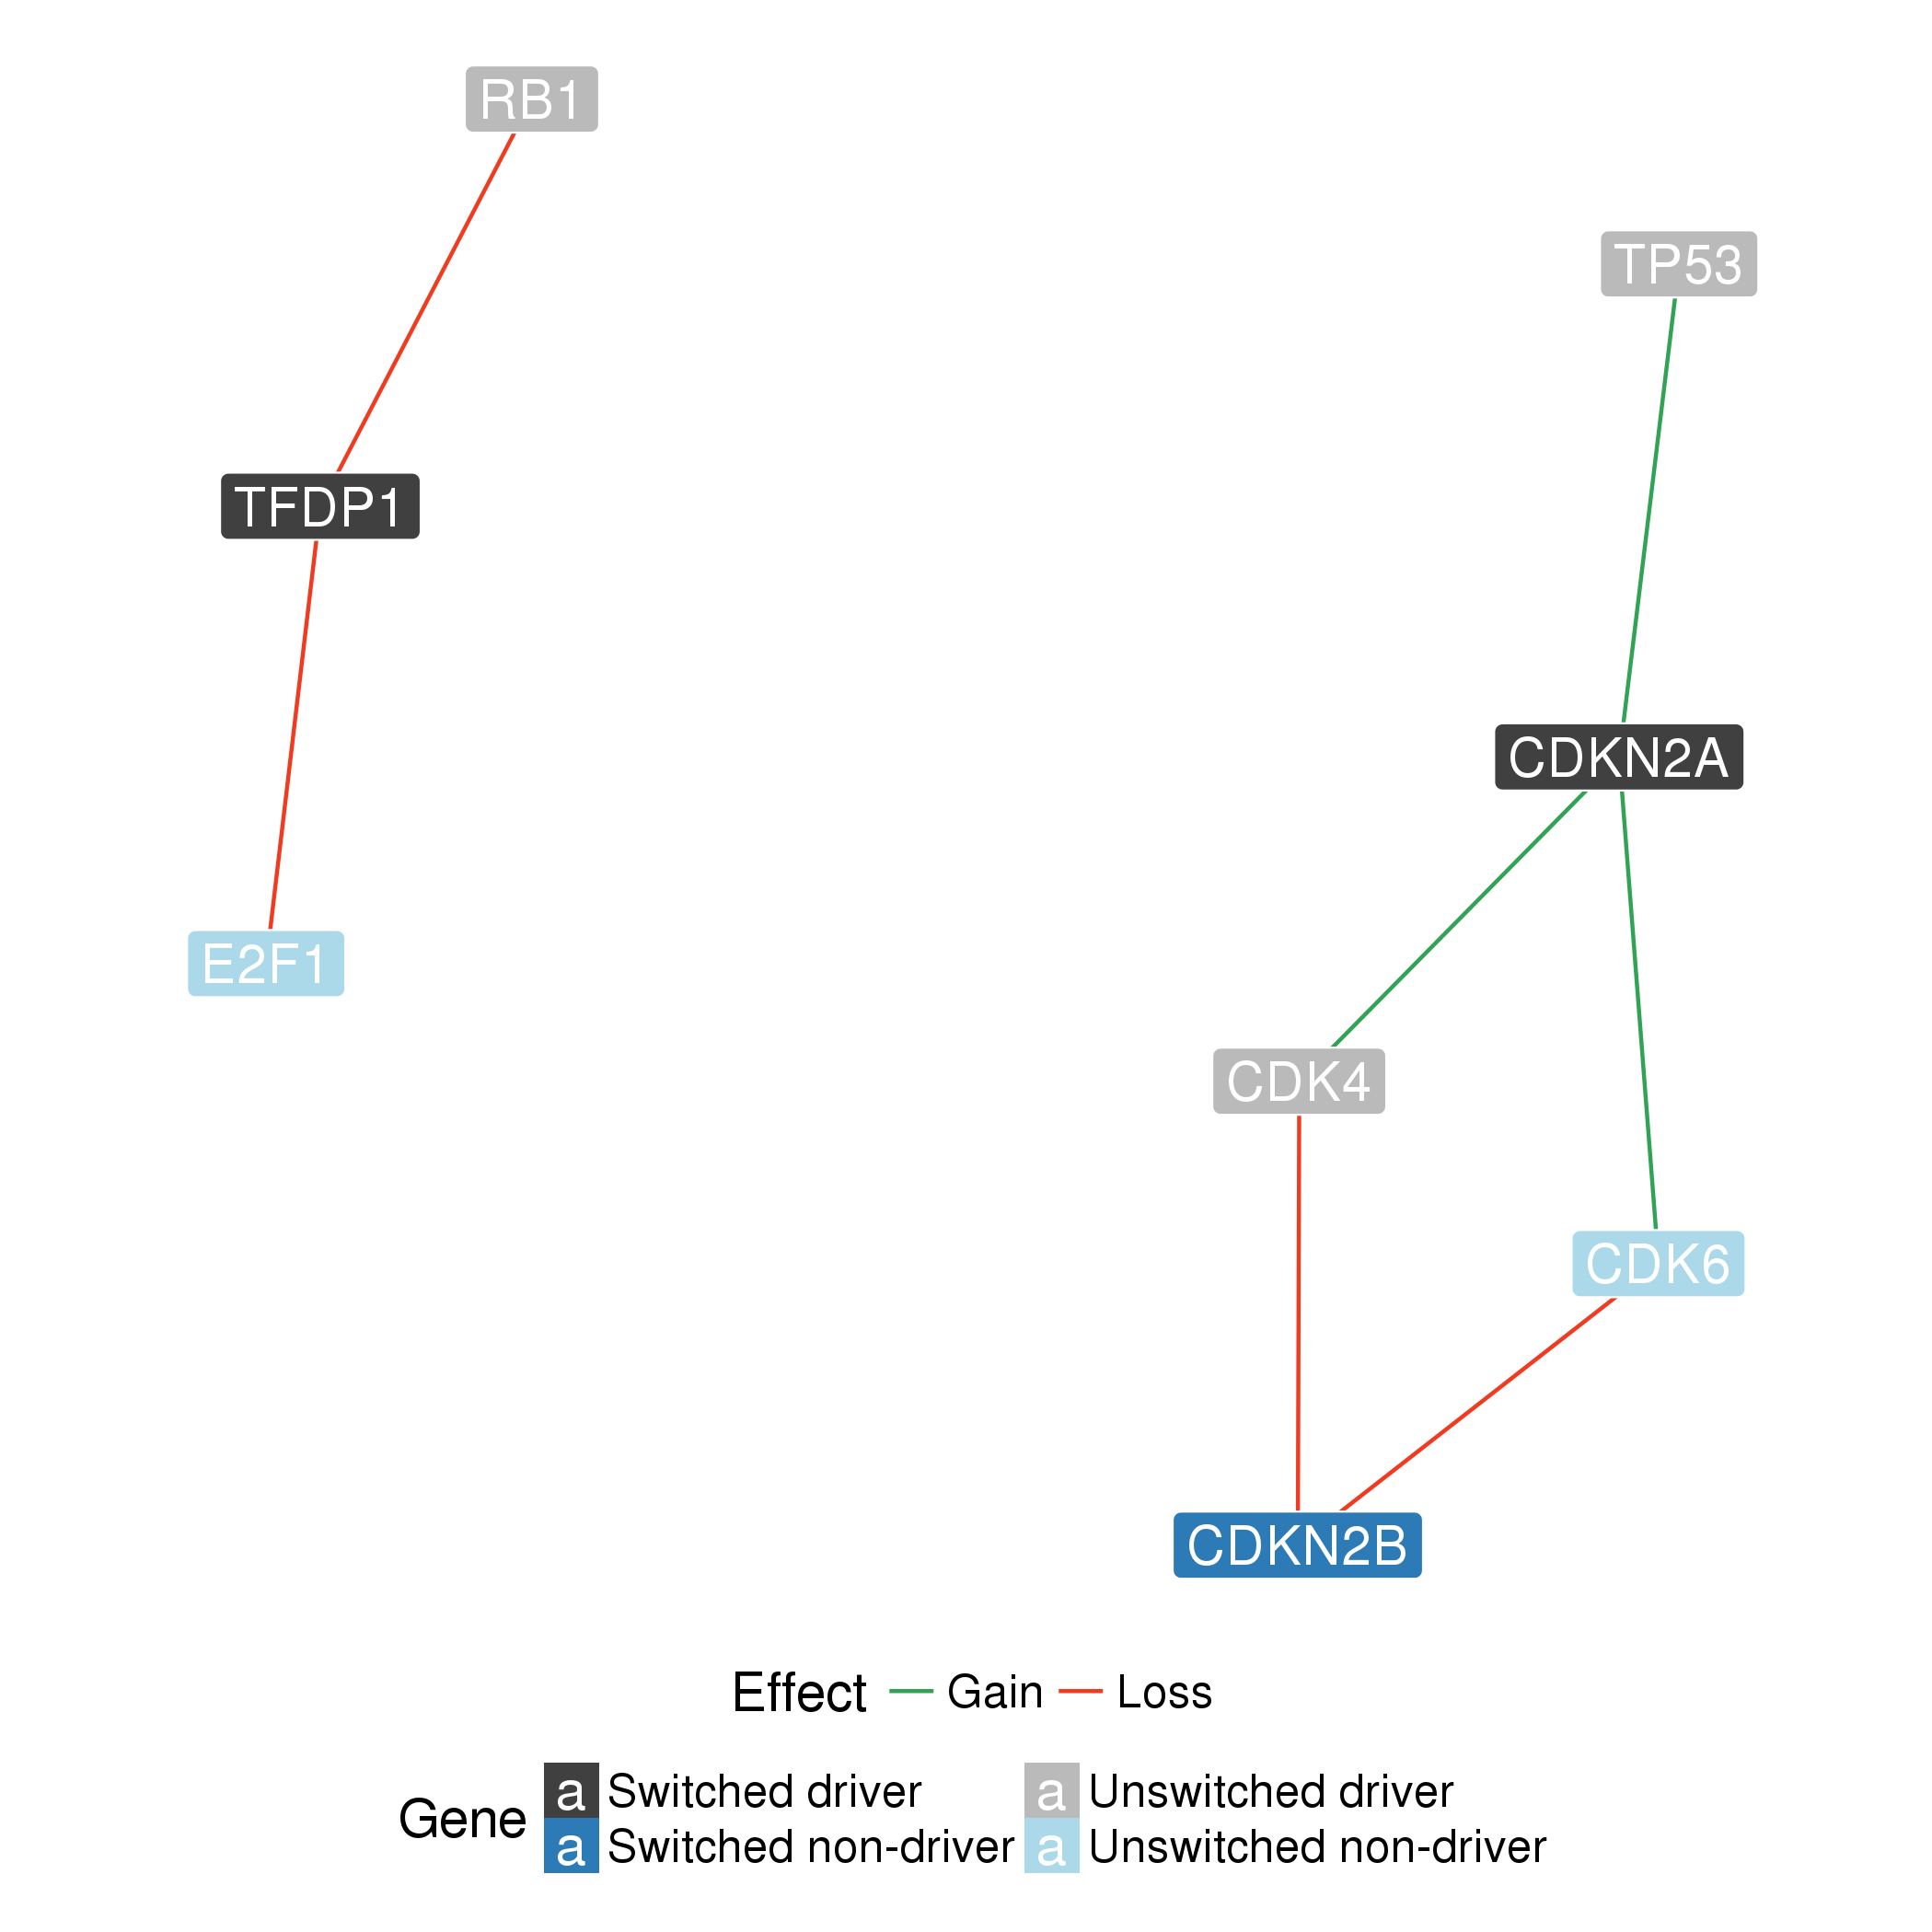 RB1
TP53
TFDP1
CDKN2A
E2F1
CDK4
CDK6
CDKN2B
Effect Gain Loss
Gene
a Switched driver a Unswitched driver
a Switched non-driver a Unswitched non-driver